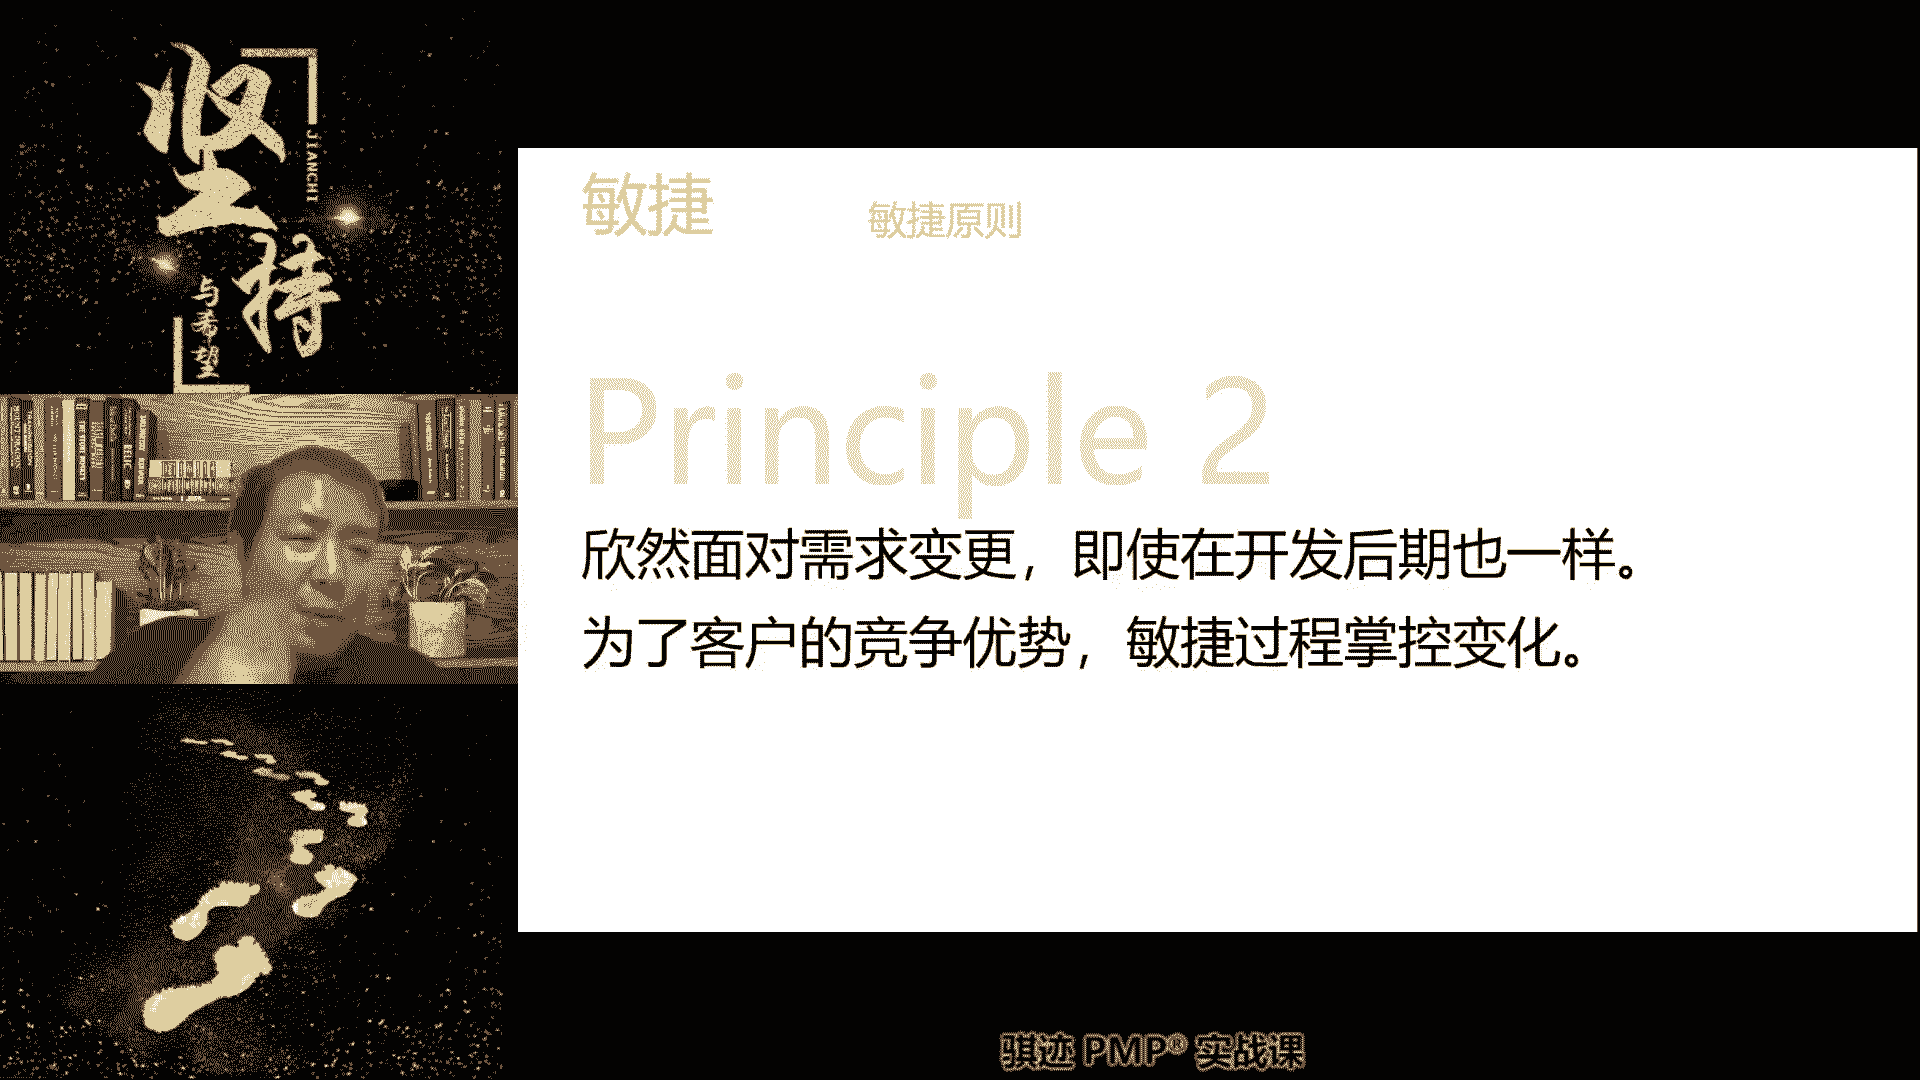 坚持
JIANCHI
与希望
敏捷
敏捷原则
Principle 2
欣然面对需求变更，即使在开发后期也一样。
为了客户的竞争优势，敏捷过程掌控变化。
骐迹 PMP® 实战课